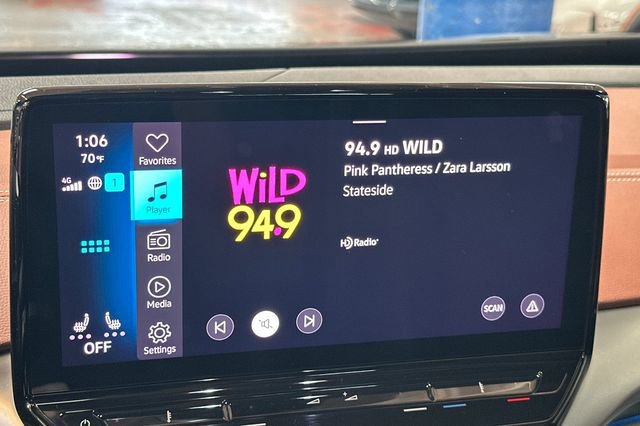 1:06
70°F
4G
1
OFF
Favorites
Player
Radio
Media
Settings
WiLD
94.9
94.9 HD WILD
Pink Pantheress / Zara Larsson
Stateside
HD Radio
SCAN